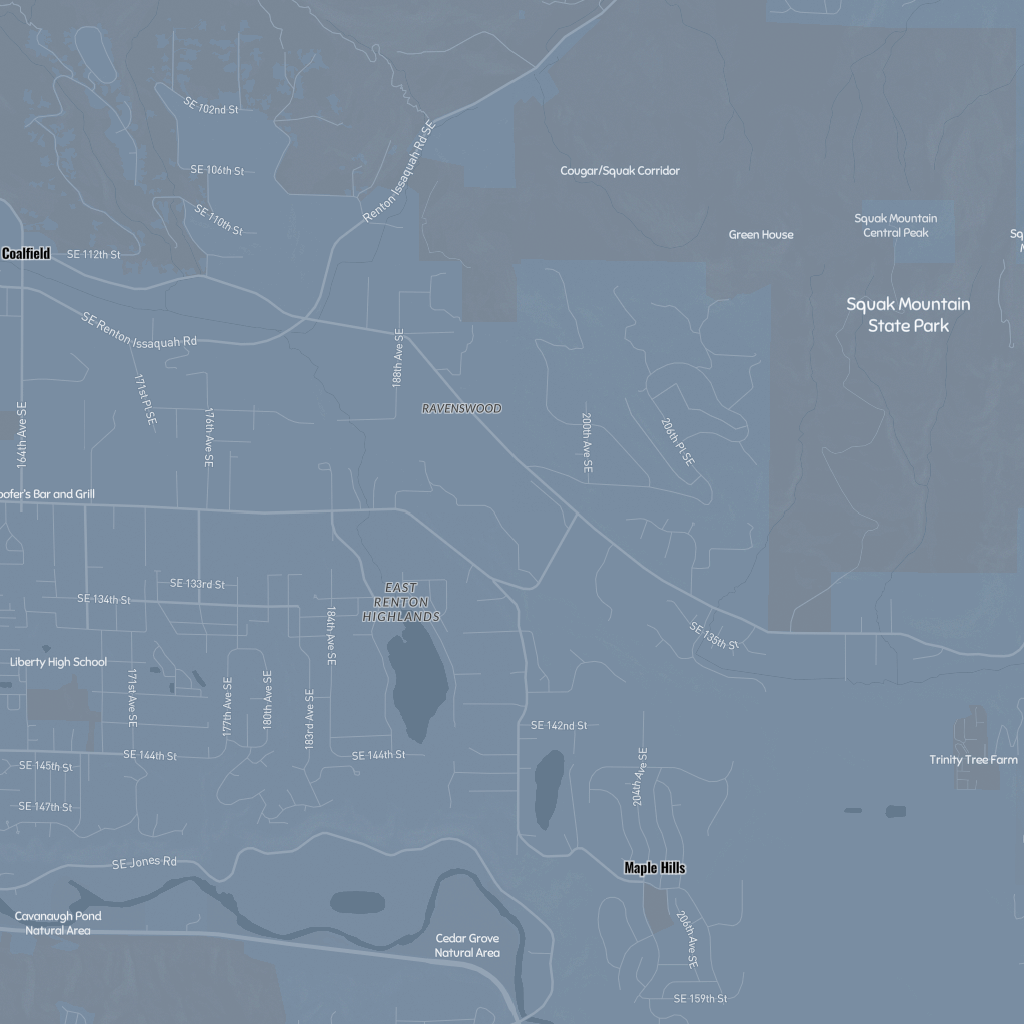 SE 102nd St
Renton Issaquah Rd SE
SE 106th St
Cougar/Squak Corridor
SE 110th St
Squak Mountain
Central Peak
Green House
Coalfield
SE 112th St
Squak Mountain
State Park
SE Renton Issaquah Rd
188th Ave SE
171st Pl SE
RAVENSWOOD
164th Ave SE
176th Ave SE
200th Ave SE
206th Pl SE
Bar and Grill
SE 133rd St
EAST
RENTON
HIGHLANDS
SE 134th St
184th Ave SE
SE 135th St
Liberty High School
171st Ave SE
177th Ave SE
180th Ave SE
183rd Ave SE
SE 142nd St
SE 144th St
SE 144th St
SE 145th St
Trinity Tree Farm
204th Ave SE
SE 147th St
SE Jones Rd
Maple Hills
Cavanaugh Pond
Natural Area
Cedar Grove
Natural Area
206th Ave SE
SE 159th St